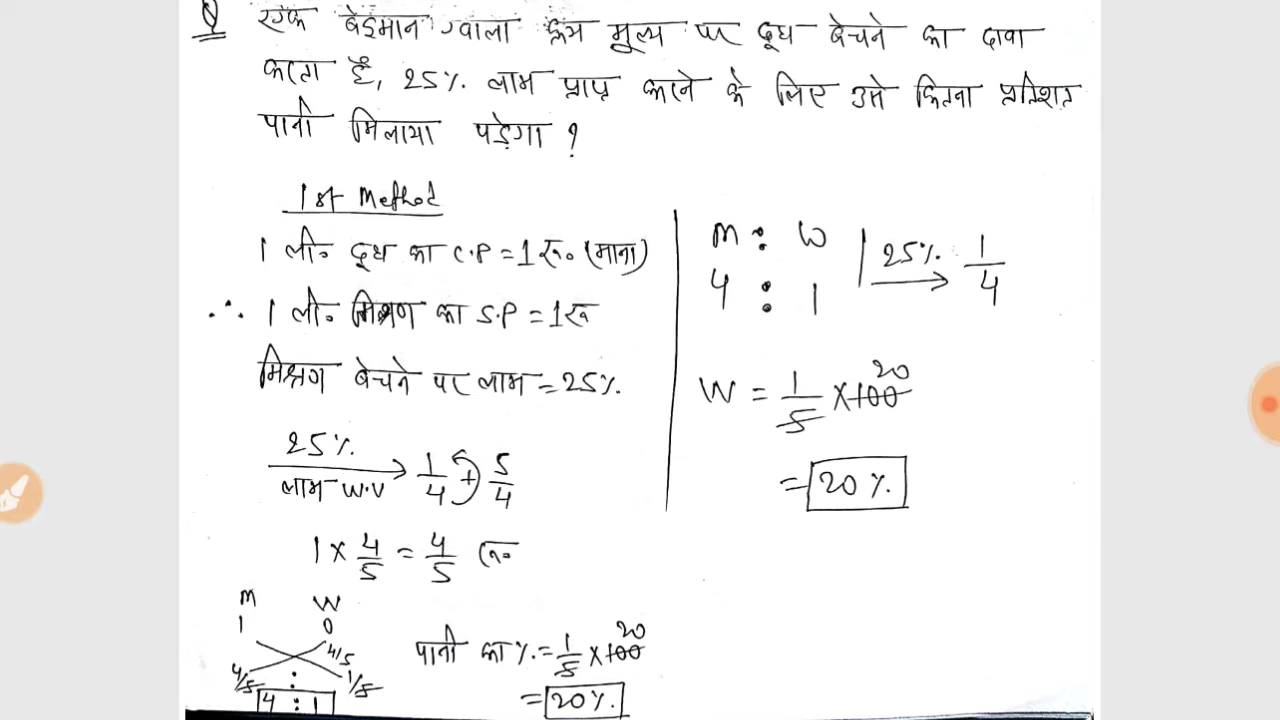 Q एक बेइमान ग्वाला क्रय मूल्य पर दूध बेचने का दावा
करता है, 25%. लाभ प्राप्त करने के लिए उसे कितना प्रतिशत
पानी मिलाया पड़ेगा ?
1st Method
1 ली० दूध का C.P = 1रू० (माना)
∴ 1 ली० मिश्रण का S.P = 1रू
मिश्रण बेचने पर लाभ = 25%.
25%.
लाभ W.V → 1/4 + 5/4
1 × 4/5 = 4/5 रू०
M W
1 0
4/5
4/5 : 1/5
4 : 1
पानी का %. = 1/5 × 100 20
= 20%.
M : W
4 : 1
25%. → 1/4
W = 1/5 × 100 20
= 20%.